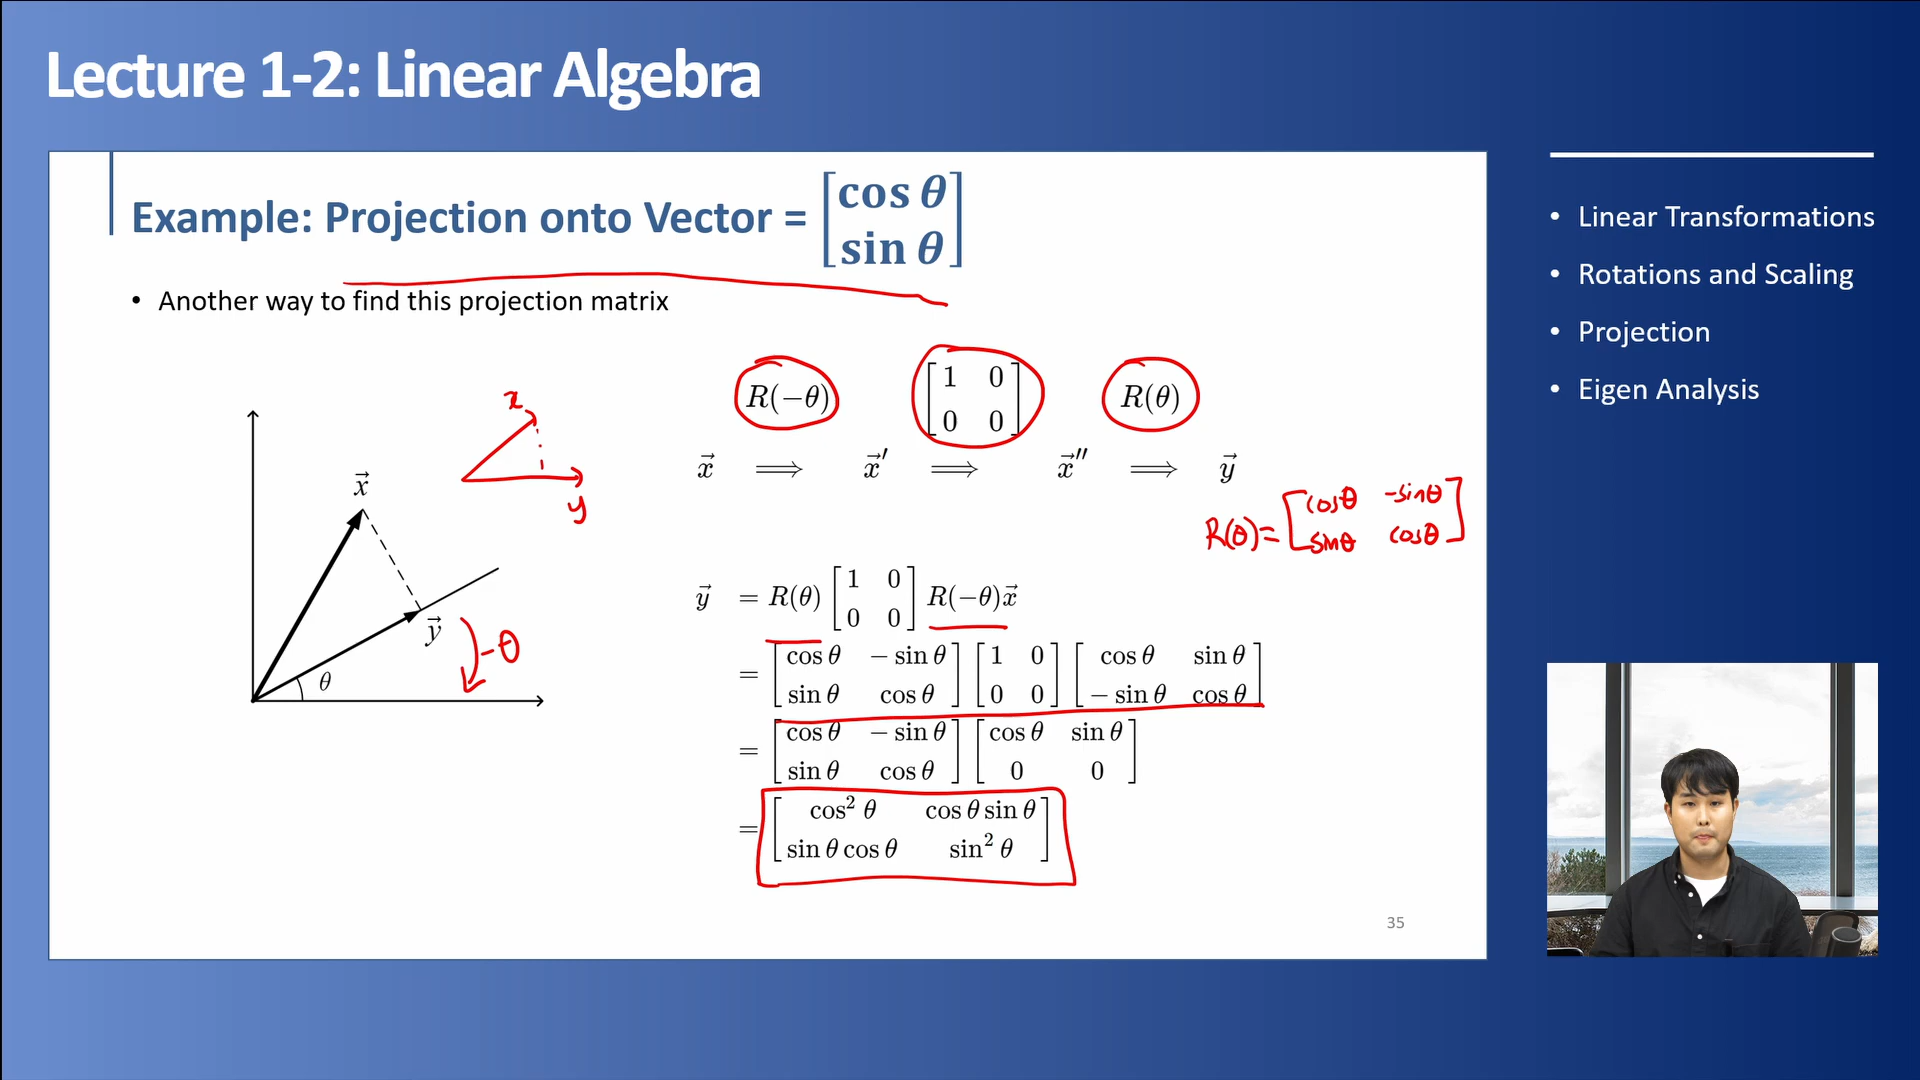 Lecture 1-2: Linear Algebra
Example: Projection onto Vector = [cos θ
sin θ]
• Another way to find this projection matrix
R(−θ) [1 0
0 0] R(θ)
x⃗ ⟹ x⃗′ ⟹ x⃗″ ⟹ y⃗
R(θ)= [cosθ -sinθ
sinθ cosθ]
x
y
x⃗
y⃗
θ
-θ
y⃗ = R(θ) [1 0
0 0] R(−θ)x⃗
= [cos θ − sin θ
sin θ cos θ] [1 0
0 0] [cos θ sin θ
− sin θ cos θ]
= [cos θ − sin θ
sin θ cos θ] [cos θ sin θ
0 0]
= [cos² θ cos θ sin θ
sin θ cos θ sin² θ]
35
• Linear Transformations
• Rotations and Scaling
• Projection
• Eigen Analysis